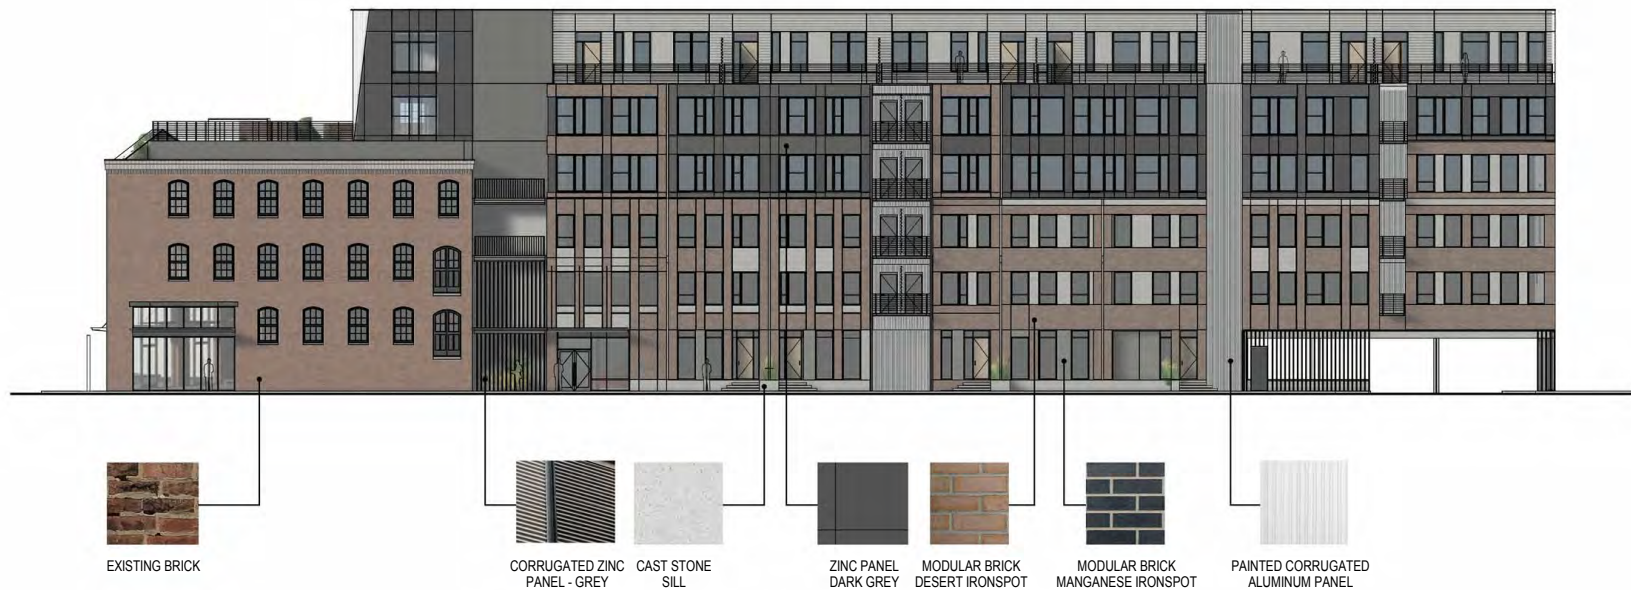 EXISTING BRICK
CORRUGATED ZINC
PANEL - GREY
CAST STONE
SILL
ZINC PANEL
DARK GREY
MODULAR BRICK
DESERT IRONSPOT
MODULAR BRICK
MANGANESE IRONSPOT
PAINTED CORRUGATED
ALUMINUM PANEL